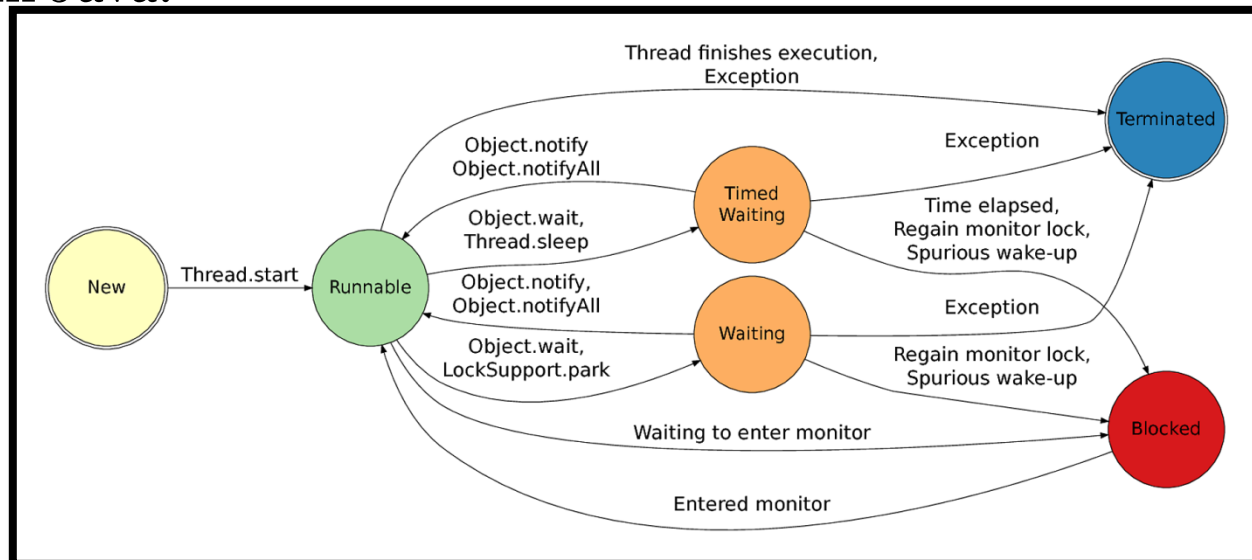 Thread finishes execution,
Exception
Terminated
Object.notify
Object.notifyAll
Exception
Timed
Waiting
Object.wait,
Thread.sleep
Time elapsed,
Regain monitor lock,
Spurious wake-up
New
Thread.start
Runnable
Object.notify,
Object.notifyAll
Waiting
Exception
Object.wait,
LockSupport.park
Regain monitor lock,
Spurious wake-up
Waiting to enter monitor
Blocked
Entered monitor